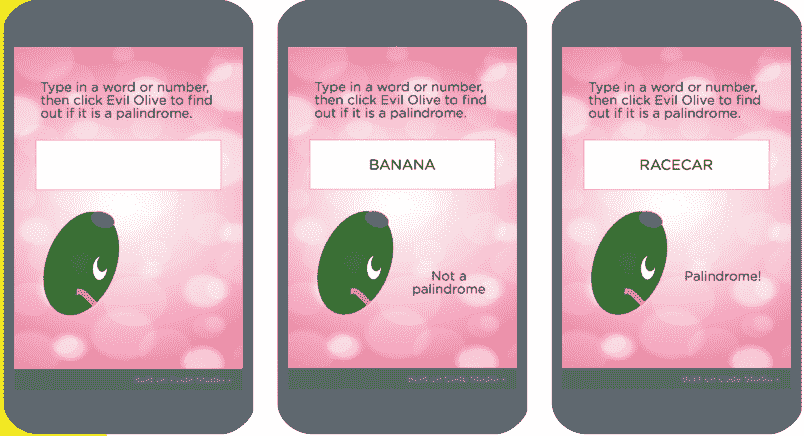 Type in a word or number,
then click Evil Olive to find
out if it is a palindrome.
Type in a word or number,
then click Evil Olive to find
out if it is a palindrome.
BANANA
Not a
palindrome
Type in a word or number,
then click Evil Olive to find
out if it is a palindrome.
RACECAR
Palindrome!